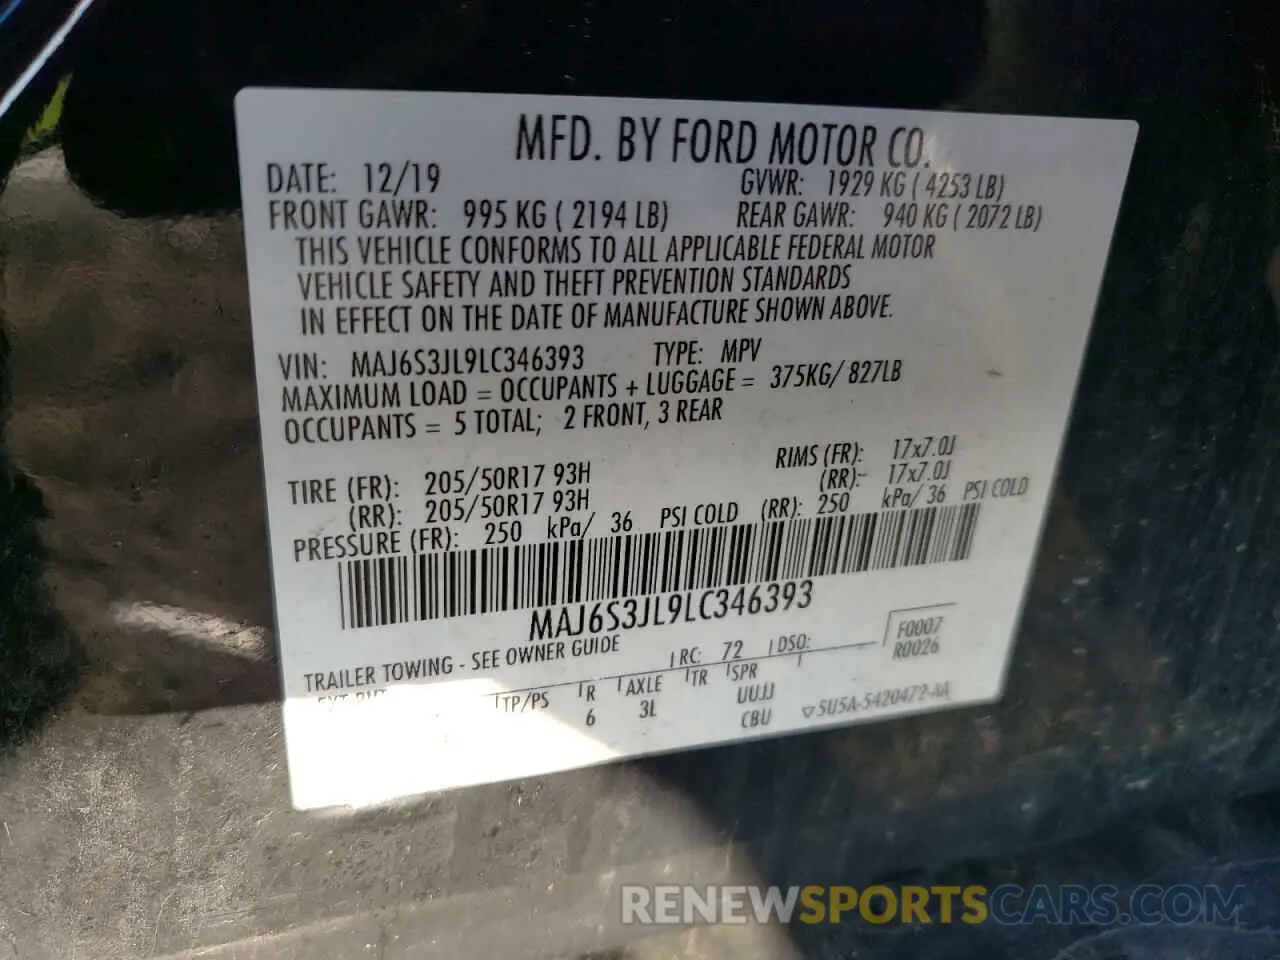 MFD. BY FORD MOTOR CO.
DATE: 12/19 GVWR: 1929 KG ( 4253 LB)
FRONT GAWR: 995 KG ( 2194 LB) REAR GAWR: 940 KG ( 2072 LB)
THIS VEHICLE CONFORMS TO ALL APPLICABLE FEDERAL MOTOR
VEHICLE SAFETY AND THEFT PREVENTION STANDARDS
IN EFFECT ON THE DATE OF MANUFACTURE SHOWN ABOVE.
VIN: MAJ6S3JL9LC346393 TYPE: MPV
MAXIMUM LOAD = OCCUPANTS + LUGGAGE = 375KG/ 827LB
OCCUPANTS = 5 TOTAL; 2 FRONT, 3 REAR
TIRE (FR): 205/50R17 93H RIMS (FR): 17x7.0J
(RR): 205/50R17 93H (RR):- 17x7.0J
PRESSURE (FR): 250 kPa/ 36 PSI COLD (RR): 250 kPa/ 36 PSI COLD
MAJ6S3JL9LC346393
TRAILER TOWING - SEE OWNER GUIDE RC: 72 DSO: F0007
R0026
TP/PS R AXLE TR SPR
6 3L UUJJ
CBU 5U5A-5420472-AA
RENEWSPORTSCARS.COM